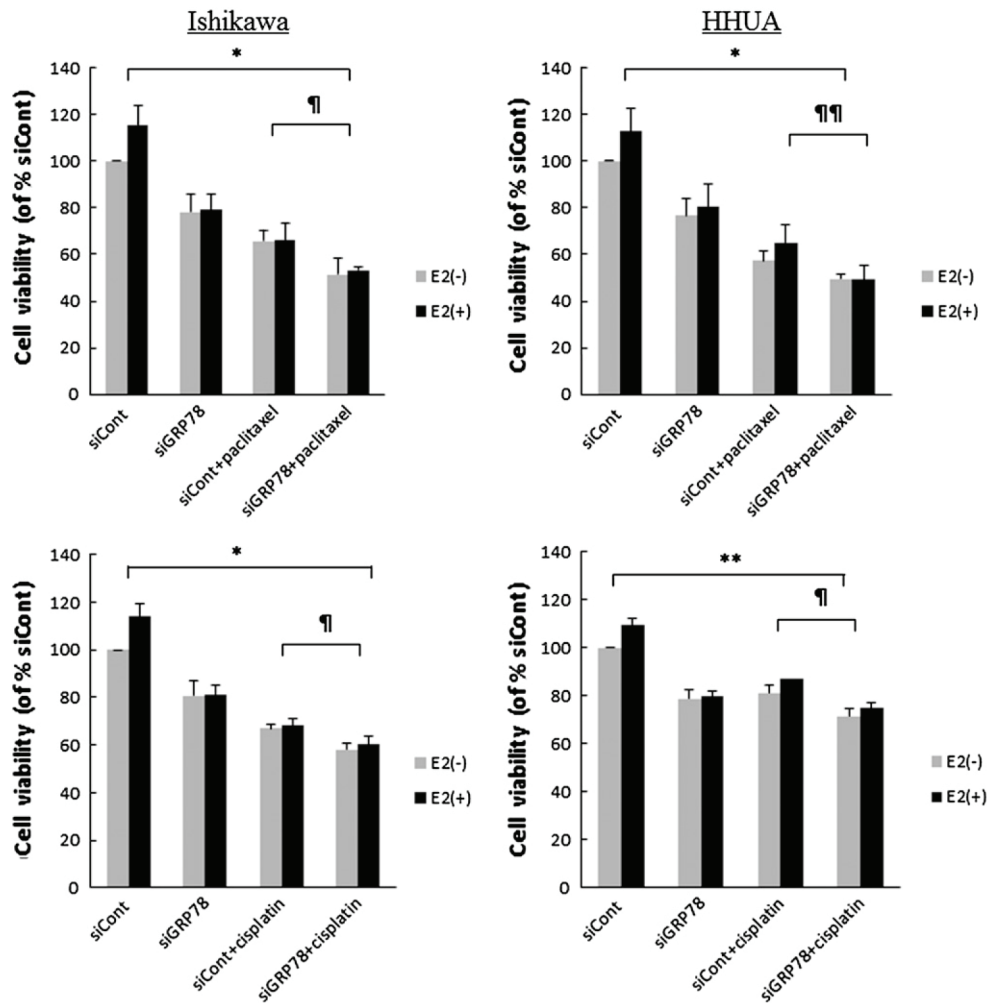 Ishikawa
HHUA
Cell viability (of % siCont)
140
120
100
80
60
40
20
0
*
¶
E2(-)
E2(+)
siCont
siGRP78
siCont+paclitaxel
siGRP78+paclitaxel
Cell viability (of % siCont)
140
120
100
80
60
40
20
0
*
¶¶
E2(-)
E2(+)
siCont
siGRP78
siCont+paclitaxel
siGRP78+paclitaxel
Cell viability (of % siCont)
140
120
100
80
60
40
20
0
*
¶
E2(-)
E2(+)
siCont
siGRP78
siCont+cisplatin
siGRP78+cisplatin
Cell viability (of % siCont)
140
120
100
80
60
40
20
0
**
¶
E2(-)
E2(+)
siCont
siGRP78
siCont+cisplatin
siGRP78+cisplatin